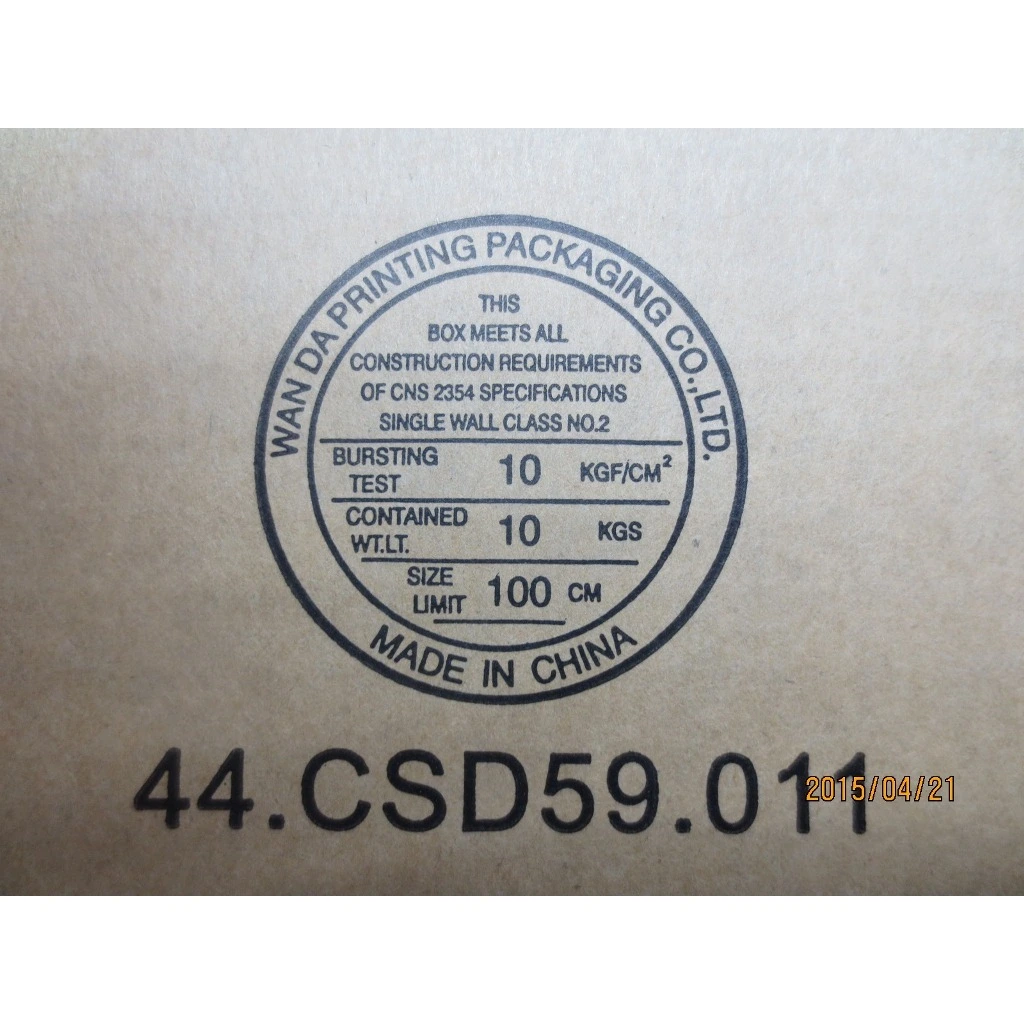 WAN DA PRINTING PACKAGING CO.,LTD.
THIS
BOX MEETS ALL
CONSTRUCTION REQUIREMENTS
OF CNS 2354 SPECIFICATIONS
SINGLE WALL CLASS NO.2
BURSTING TEST 10 KGF/CM²
CONTAINED WT.LT. 10 KGS
SIZE LIMIT 100 CM
MADE IN CHINA
44.CSD59.011
2015/04/21